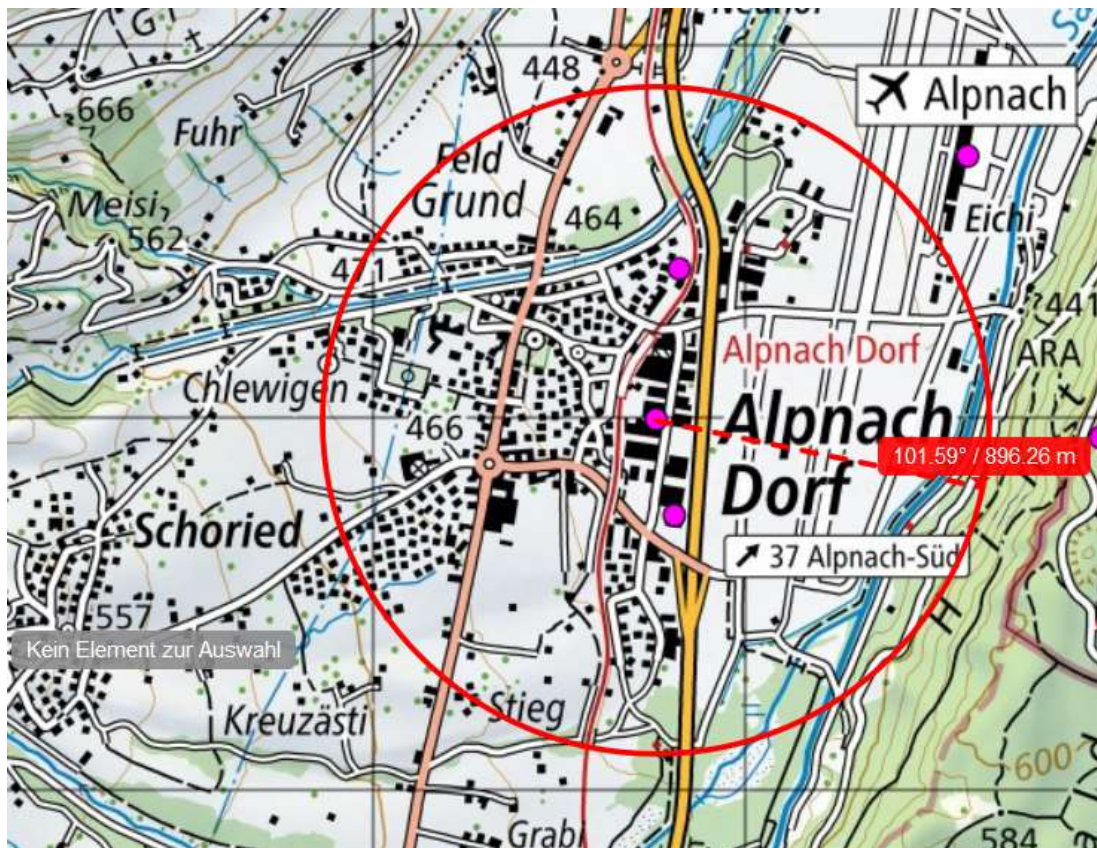 448
Alpnach
666
Fuhr
Feld
Grund
Meisi
562
464
Eichi
441
Alpnach Dorf
ARA
Chlewigen
Alpnach
466
101.59° / 896.26 m
Dorf
Schoried
37 Alpnach-Süd
557
Kein Element zur Auswahl
Kreuzästi
Stieg
600
Grabi
584